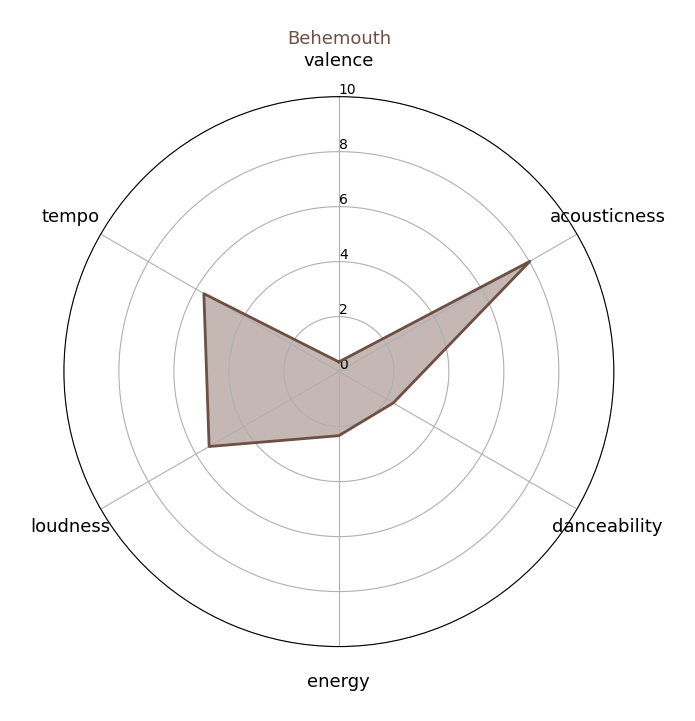 Behemouth
valence
10
8
6
4
2
0
tempo
acousticness
loudness
danceability
energy